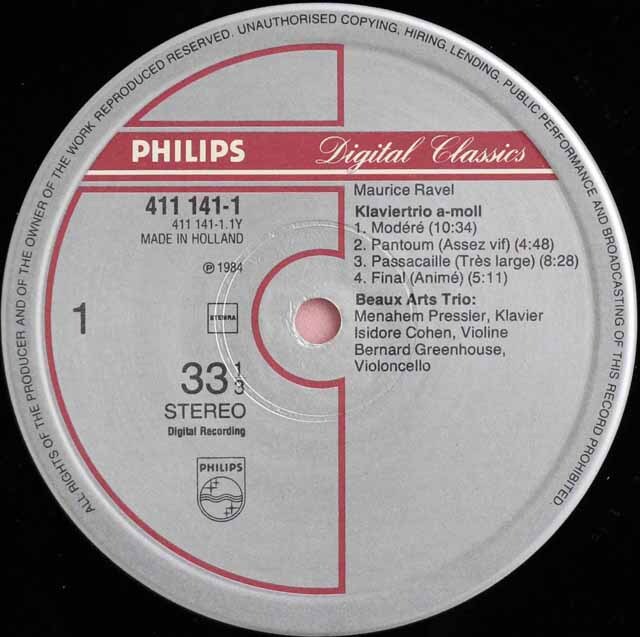 ALL RIGHTS OF THE PRODUCER AND OF THE OWNER OF THE WORK REPRODUCED RESERVED. UNAUTHORISED COPYING, HIRING, LENDING, PUBLIC PERFORMANCE AND BROADCASTING OF THIS RECORD PROHIBITED.
PHILIPS Digital Classics
411 141-1
411 141-1.1Y
MADE IN HOLLAND
℗ 1984
1
STEMRA
33 1/3
STEREO
Digital Recording
PHILIPS
Maurice Ravel
Klaviertrio a-moll
1. Modéré (10:34)
2. Pantoum (Assez vif) (4:48)
3. Passacaille (Très large) (8:28)
4. Final (Animé) (5:11)
Beaux Arts Trio:
Menahem Pressler, Klavier
Isidore Cohen, Violine
Bernard Greenhouse,
Violoncello